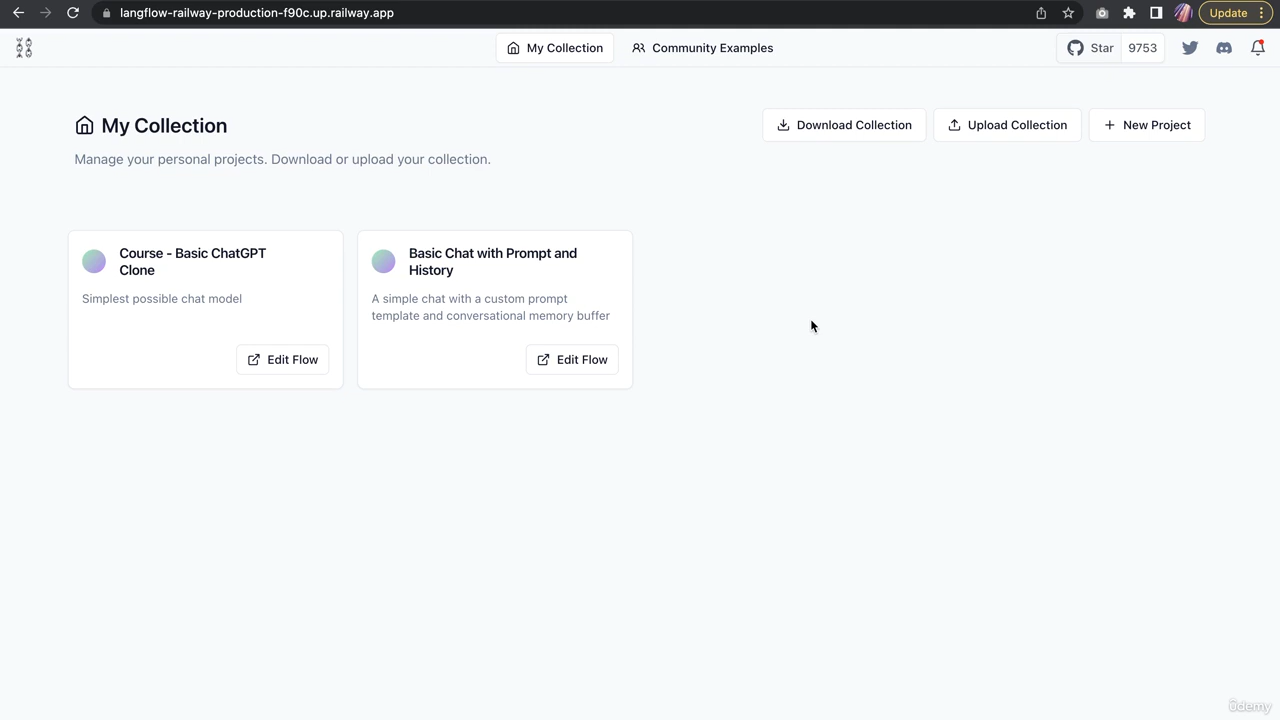 langflow-railway-production-f90c.up.railway.app
Update
My Collection
Community Examples
Star
9753
My Collection
Download Collection
Upload Collection
New Project
Manage your personal projects. Download or upload your collection.
Course - Basic ChatGPT
Clone
Simplest possible chat model
Edit Flow
Basic Chat with Prompt and
History
A simple chat with a custom prompt
template and conversational memory buffer
Edit Flow
ûdemy